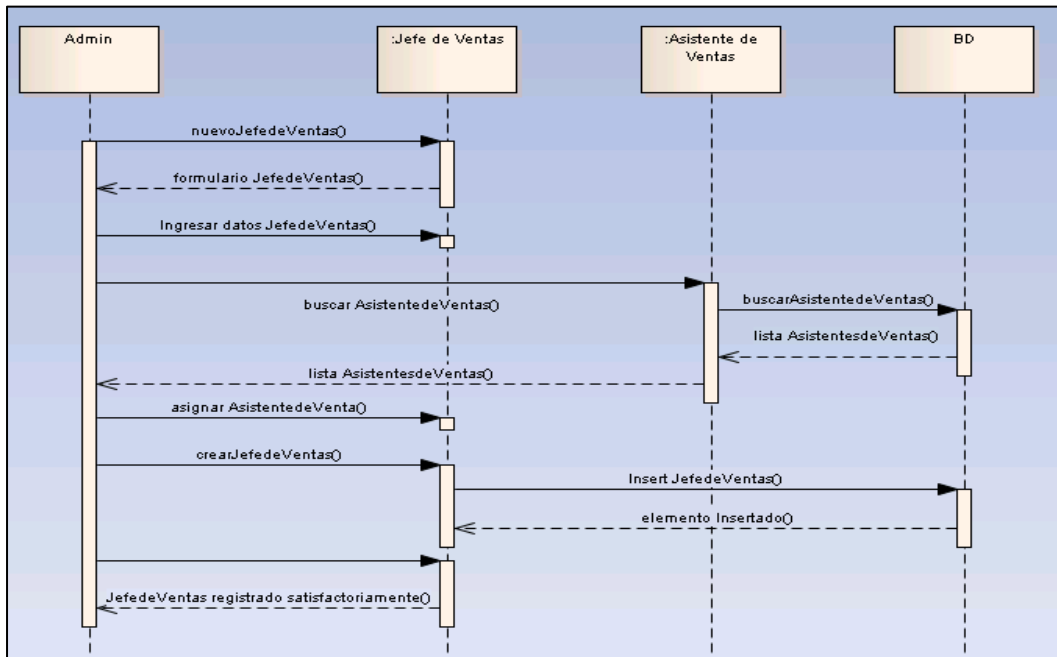 Admin
:Jefe de Ventas
:Asistente de
Ventas
BD
nuevoJefedeVentas()
formulario JefedeVentas()
Ingresar datos JefedeVentas()
buscar AsistentedeVentas()
buscarAsistentedeVentas()
lista AsistentesdeVentas()
lista AsistentesdeVentas()
asignar AsistentedeVenta()
crearJefedeVentas()
Insert JefedeVentas()
elemento Insertado()
JefedeVentas registrado satisfactoriamente()